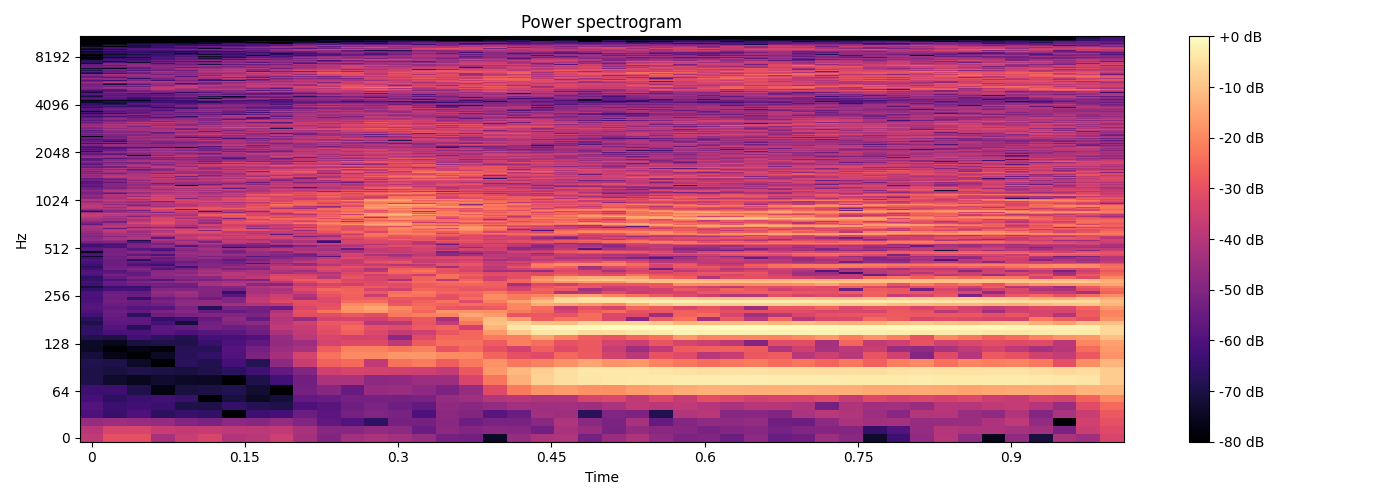 Power spectrogram
Hz
8192
4096
2048
1024
512
256
128
64
0
0 0.15 0.3 0.45 0.6 0.75 0.9
Time
+0 dB
-10 dB
-20 dB
-30 dB
-40 dB
-50 dB
-60 dB
-70 dB
-80 dB